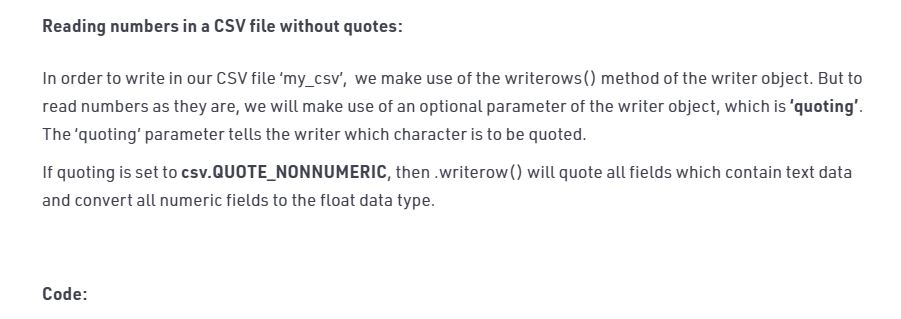 Reading numbers in a CSV file without quotes:
In order to write in our CSV file ‘my_csv’,  we make use of the writerows() method of the writer object. But to
read numbers as they are, we will make use of an optional parameter of the writer object, which is ‘quoting’.
The ‘quoting’ parameter tells the writer which character is to be quoted.
If quoting is set to csv.QUOTE_NONNUMERIC, then .writerow() will quote all fields which contain text data
and convert all numeric fields to the float data type.
Code: